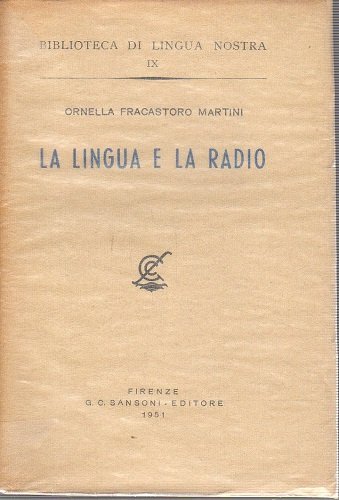 BIBLIOTECA DI LINGUA NOSTRA
IX
ORNELLA FRACASTORO MARTINI
LA LINGUA E LA RADIO
FIRENZE
G. C. SANSONI - EDITORE
1951